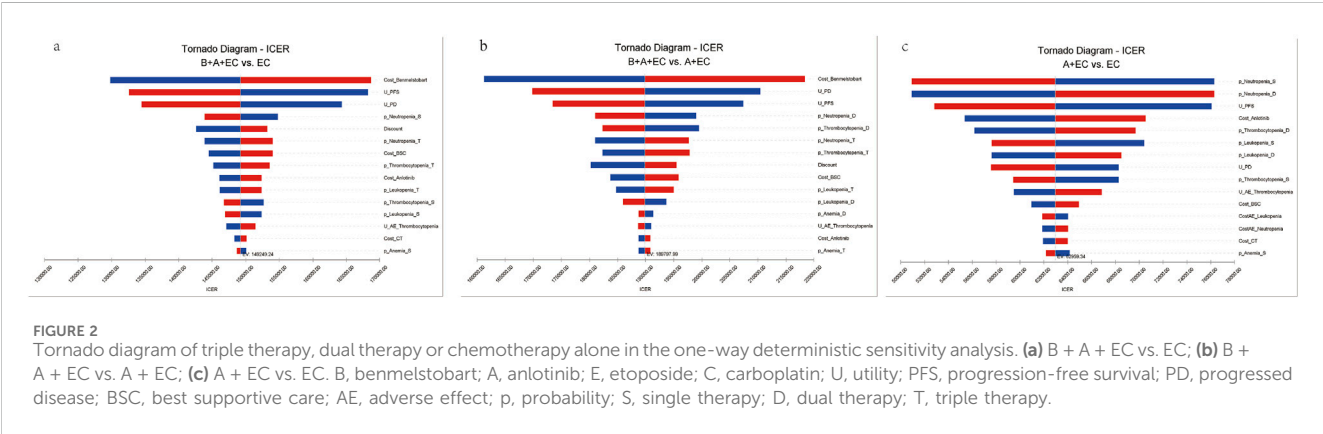 a
Tornado Diagram - ICER
B+A+EC vs. EC
Cost_Benmelstobart
U_PFS
U_PD
p_Neutropenia_S
Discount
p_Neutropenia_T
Cost_BSC
p_Thrombocytopenia_T
Cost_Anlotinib
p_Leukopenia_T
p_Thrombocytopenia_S
p_Leukopenia_S
U_AE_Thrombocytopenia
Cost_CT
p_Anemia_S
EV: 149249.24
ICER
b
Tornado Diagram - ICER
B+A+EC vs. A+EC
Cost_Benmelstobart
U_PD
U_PFS
p_Neutropenia_D
p_Thrombocytopenia_D
p_Neutropenia_T
p_Thrombocytopenia_T
Discount
Cost_BSC
p_Leukopenia_T
p_Leukopenia_D
p_Anemia_D
U_AE_Thrombocytopenia
Cost_Anlotinib
p_Anemia_T
ICER
c
Tornado Diagram - ICER
A+EC vs. EC
p_Neutropenia_S
p_Neutropenia_D
U_PFS
Cost_Anlotinib
p_Thrombocytopenia_D
p_Leukopenia_S
p_Leukopenia_D
U_PD
p_Thrombocytopenia_S
U_AE_Thrombocytopenia
Cost_BSC
CostAE_Leukopenia
CostAE_Neutropenia
Cost_CT
p_Anemia_S
ICER
FIGURE 2
Tornado diagram of triple therapy, dual therapy or chemotherapy alone in the one-way deterministic sensitivity analysis. (a) B + A + EC vs. EC; (b) B +
A + EC vs. A + EC; (c) A + EC vs. EC. B, benmelstobart; A, anlotinib; E, etoposide; C, carboplatin; U, utility; PFS, progression-free survival; PD, progressed
disease; BSC, best supportive care; AE, adverse effect; p, probability; S, single therapy; D, dual therapy; T, triple therapy.